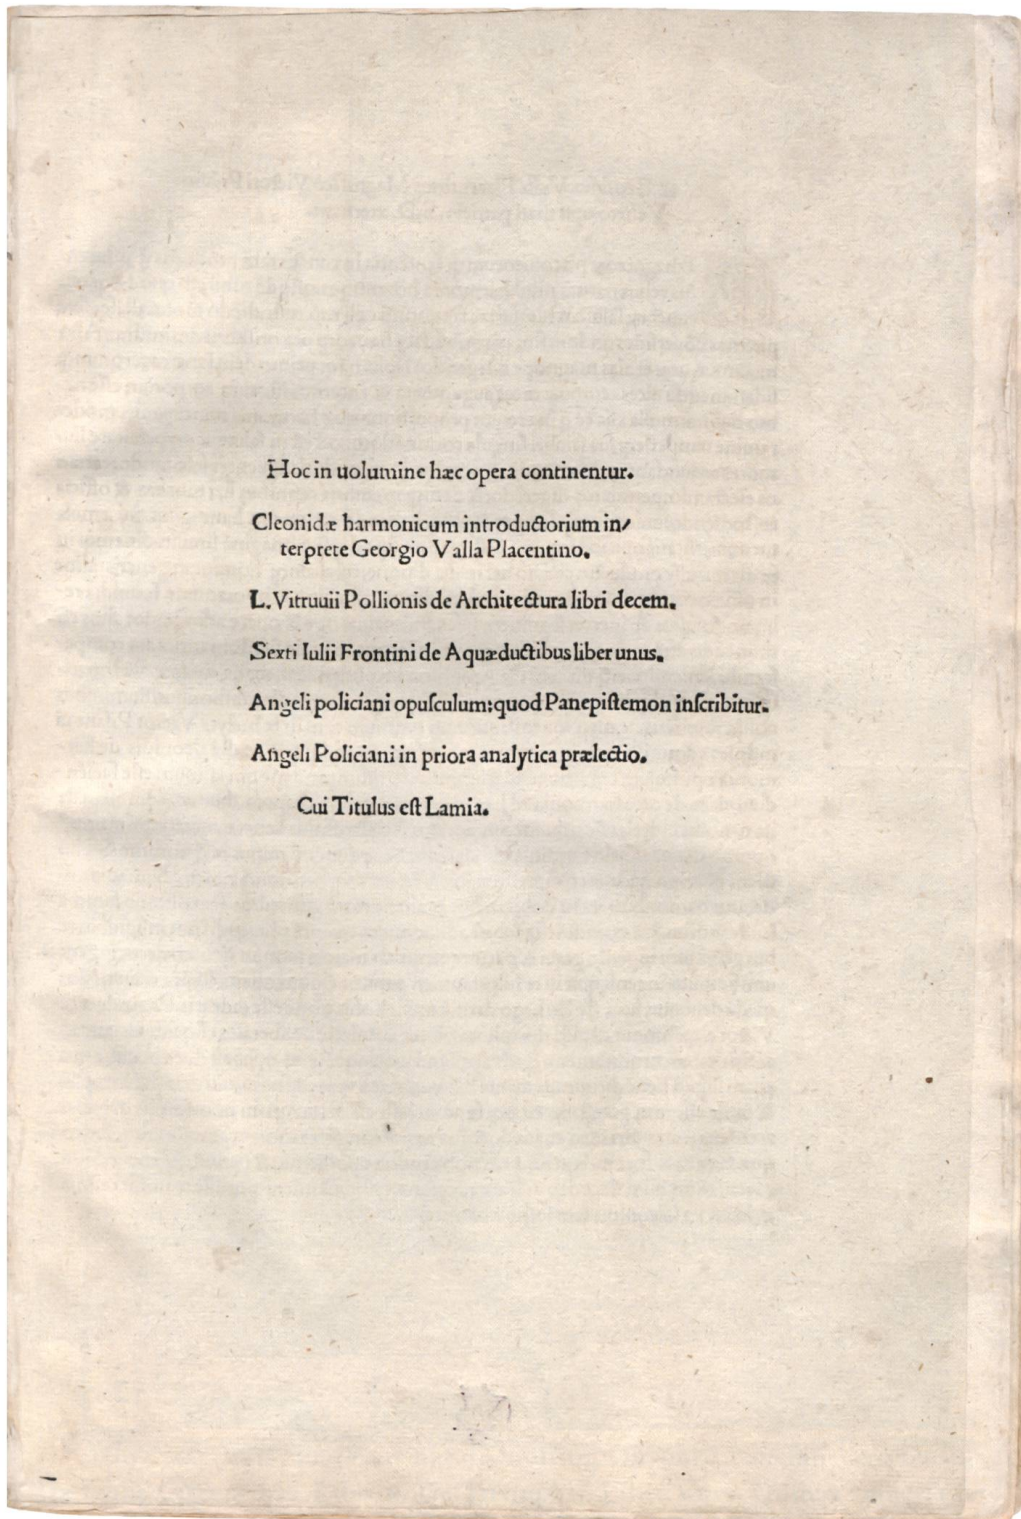 Hoc in uolumine hæc opera continentur.
Cleonidæ harmonicum introductorium in/
terprete Georgio Valla Placentino.
L. Vitruuii Pollionis de Architectura libri decem.
Sexti Iulii Frontini de Aquæductibus liber unus.
Angeli policiani opuſculum: quod Panepiſtemon inſcribitur.
Angeli Policiani in priora analytica prælectio.
Cui Titulus eſt Lamia.